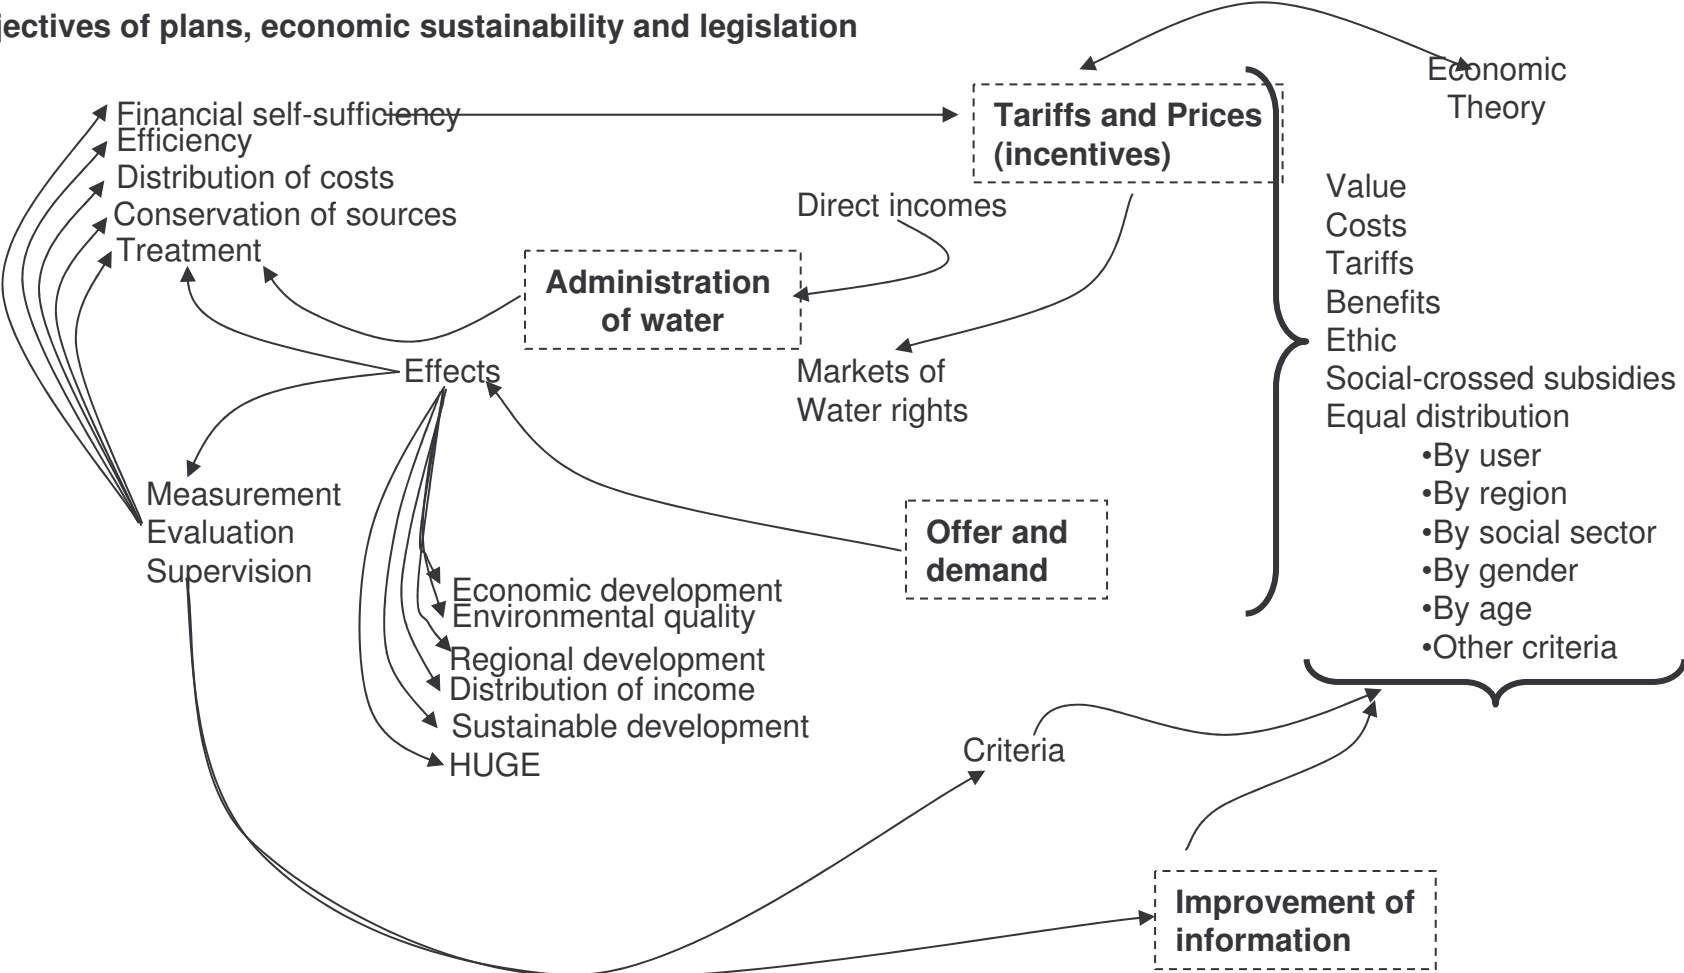 jectives of plans, economic sustainability and legislation
Economic
Theory
Financial self-sufficiency
Efficiency
Distribution of costs
Conservation of sources
Treatment
Tariffs and Prices
(incentives)
Direct incomes
Administration
of water
Effects
Markets of
Water rights
Value
Costs
Tariffs
Benefits
Ethic
Social-crossed subsidies
Equal distribution
•By user
•By region
•By social sector
•By gender
•By age
•Other criteria
Measurement
Evaluation
Supervision
Offer and
demand
Economic development
Environmental quality
Regional development
Distribution of income
Sustainable development
HUGE
Criteria
Improvement of
information